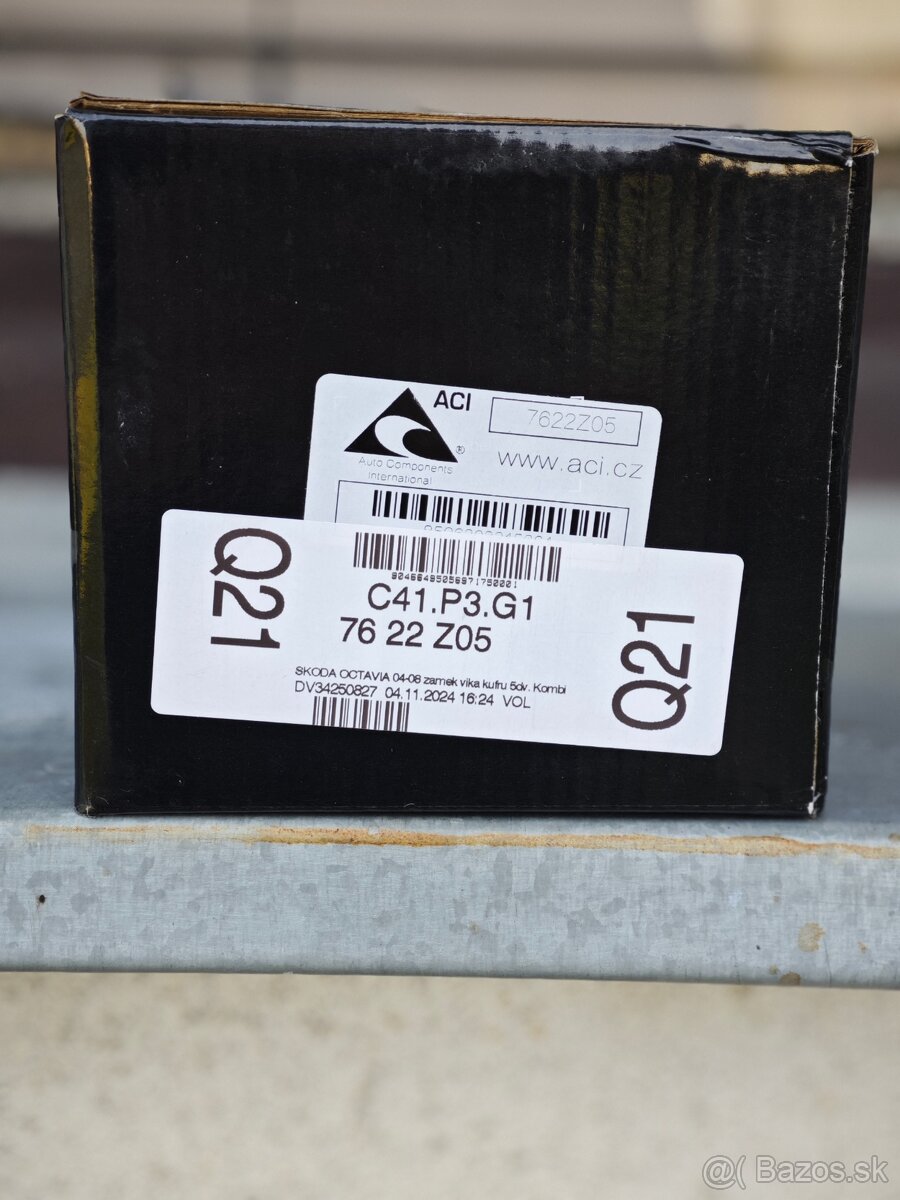 ACI
7622Z05
®
Auto Components
International
www.aci.cz
Q21
90466495056971750001
C41.P3.G1
76 22 Z05
Q21
SKODA OCTAVIA 04-08 zamek vika kufru 5dv. Kombi
DV34250827 04.11.2024 16:24 VOL
@( Bazos.sk